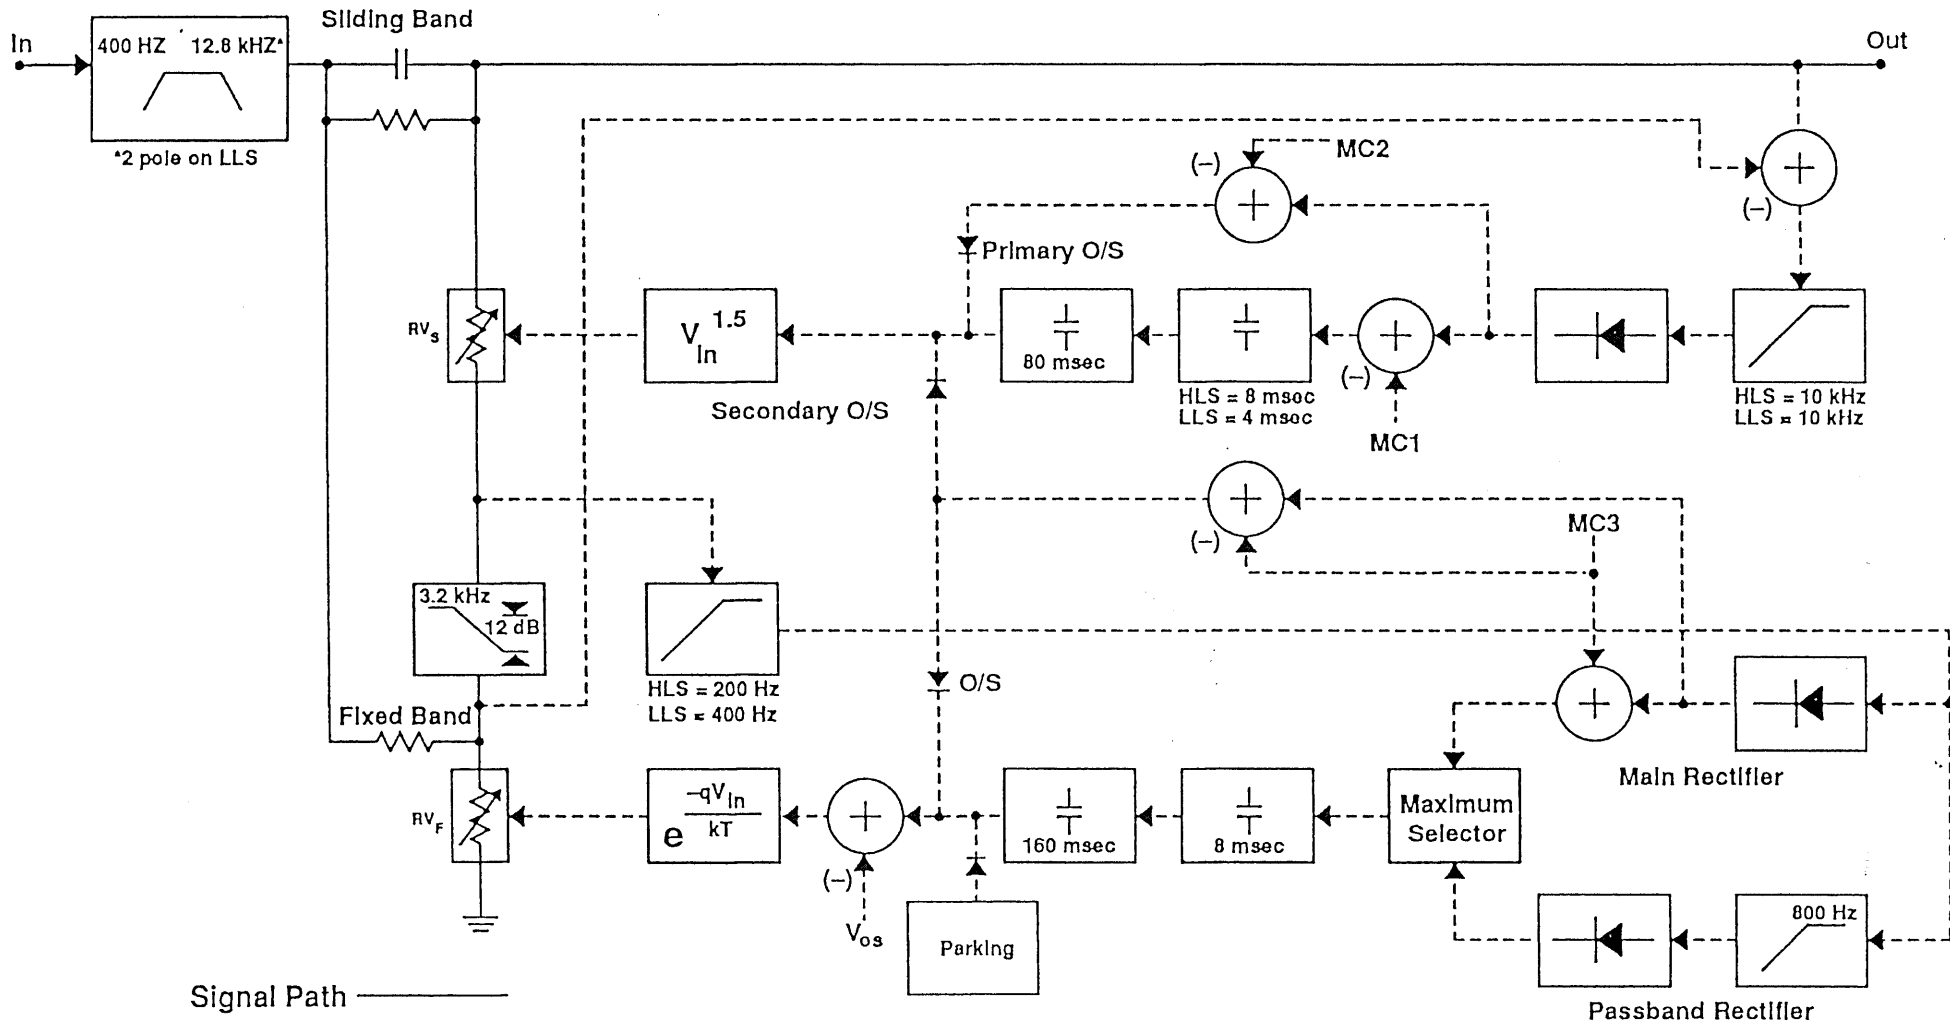 Sliding Band
In
400 HZ 12.8 kHZ*
Out
*2 pole on LLS
(–)
MC2
+
+
(–)
Primary O/S
RVS
VIn 1.5
80 msec
HLS = 8 msec
LLS = 4 msec
+
(–)
MC1
HLS = 10 kHz
LLS = 10 kHz
Secondary O/S
+
(–)
MC3
3.2 kHz
12 dB
HLS = 200 Hz
LLS = 400 Hz
O/S
+
Main Rectifier
Fixed Band
RVF
e –qVIn
kT
+
(–)
Vos
160 msec
8 msec
Maximum
Selector
Parking
800 Hz
Passband Rectifier
Signal Path